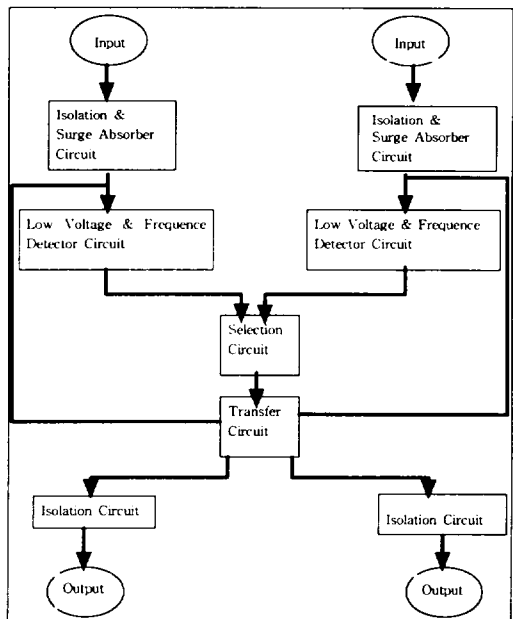 Input
Input
Isolation &
Surge Absorber
Circuit
Isolation &
Surge Absorber
Circuit
Low Voltage & Frequence
Detector Circuit
Low Voltage & Frequence
Detector Circuit
Selection
Circuit
Transfer
Circuit
Isolation Circuit
Isolation Circuit
Output
Output